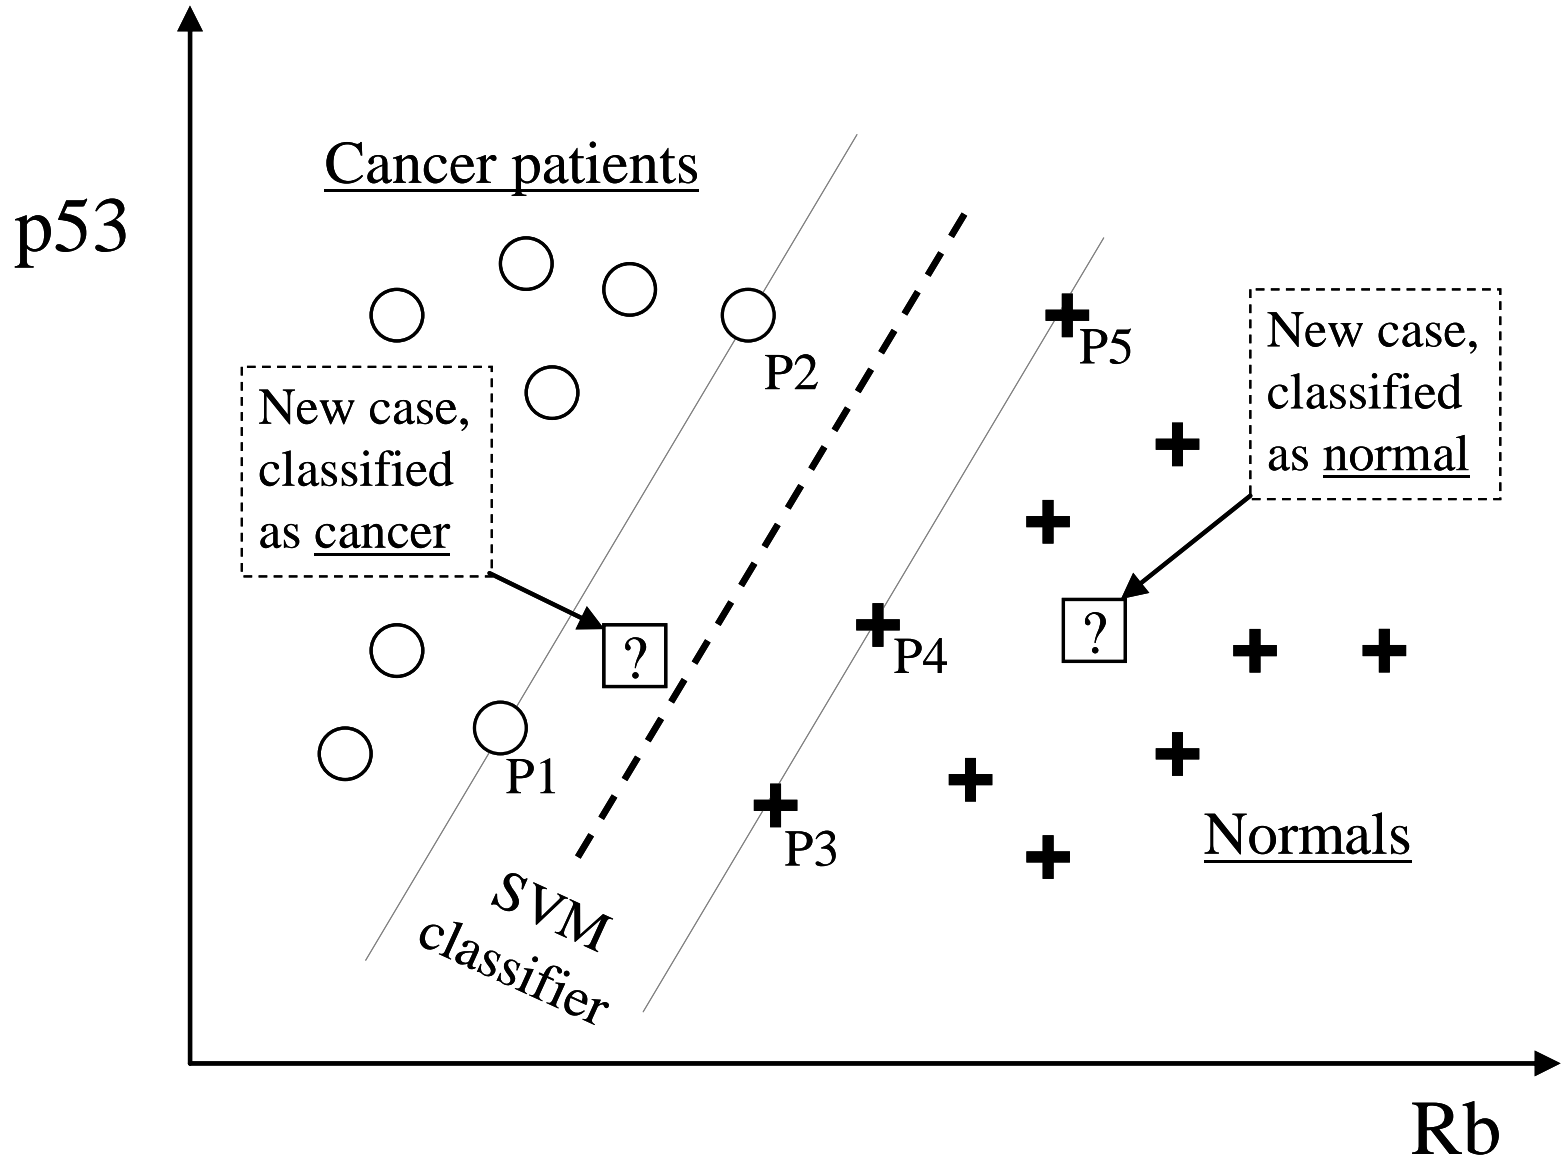 Cancer patients
p53
P2
P5
New case,
classified
as normal
New case,
classified
as cancer
?
?
P4
P1
P3
Normals
SVM
classifier
Rb